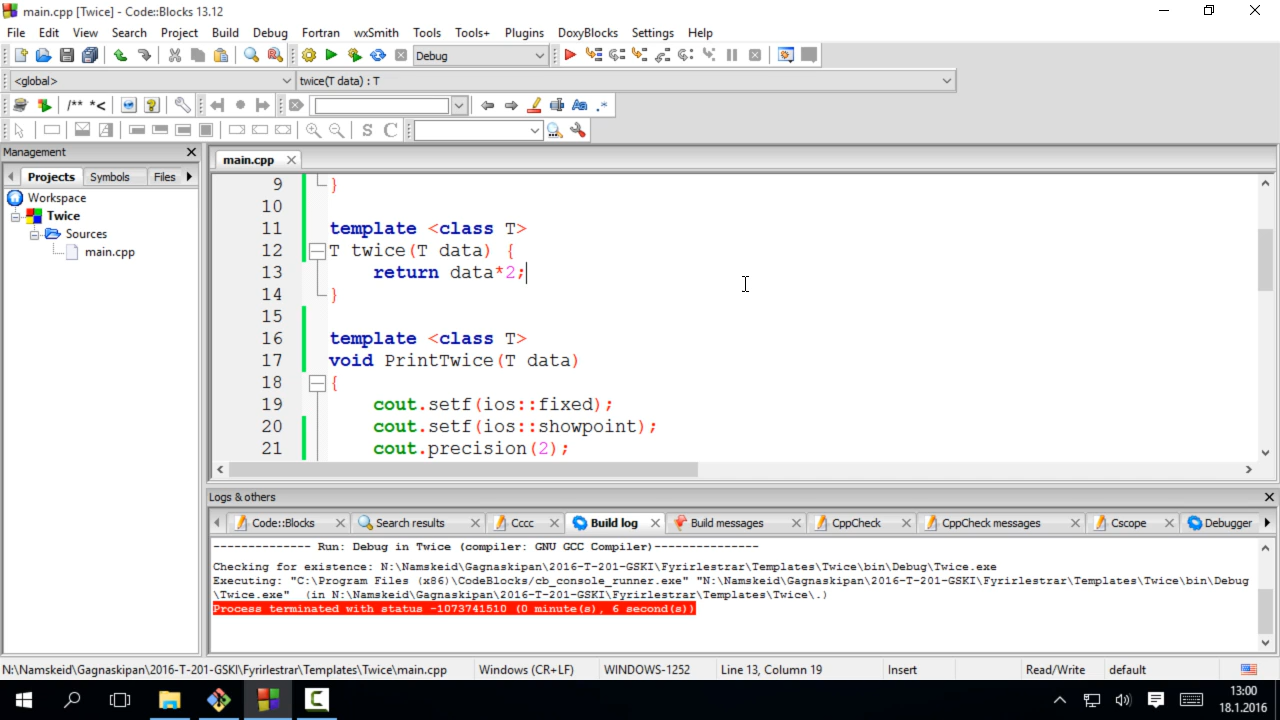 main.cpp [Twice] - Code::Blocks 13.12
File Edit View Search Project Build Debug Fortran wxSmith Tools Tools+ Plugins DoxyBlocks Settings Help
Debug
<global> twice(T data) : T
/** *< Aa .*
S C
Management
main.cpp
Projects Symbols Files
Workspace
Twice
Sources
main.cpp
9 }
10
11 template <class T>
12 T twice(T data) {
13 return data*2;
14 }
15
16 template <class T>
17 void PrintTwice(T data)
18 {
19 cout.setf(ios::fixed);
20 cout.setf(ios::showpoint);
21 cout.precision(2);
Logs & others
Code::Blocks Search results Cccc Build log Build messages CppCheck CppCheck messages Cscope Debugger
-------------- Run: Debug in Twice (compiler: GNU GCC Compiler)---------------
Checking for existence: N:\Namskeid\Gagnaskipan\2016-T-201-GSKI\Fyrirlestrar\Templates\Twice\bin\Debug\Twice.exe
Executing: "C:\Program Files (x86)\CodeBlocks/cb_console_runner.exe" "N:\Namskeid\Gagnaskipan\2016-T-201-GSKI\Fyrirlestrar\Templates\Twice\bin\Debug
\Twice.exe" (in N:\Namskeid\Gagnaskipan\2016-T-201-GSKI\Fyrirlestrar\Templates\Twice\.)
Process terminated with status -1073741510 (0 minute(s), 6 second(s))
N:\Namskeid\Gagnaskipan\2016-T-201-GSKI\Fyrirlestrar\Templates\Twice\main.cpp Windows (CR+LF) WINDOWS-1252 Line 13, Column 19 Insert Read/Write default
13:00
18.1.2016